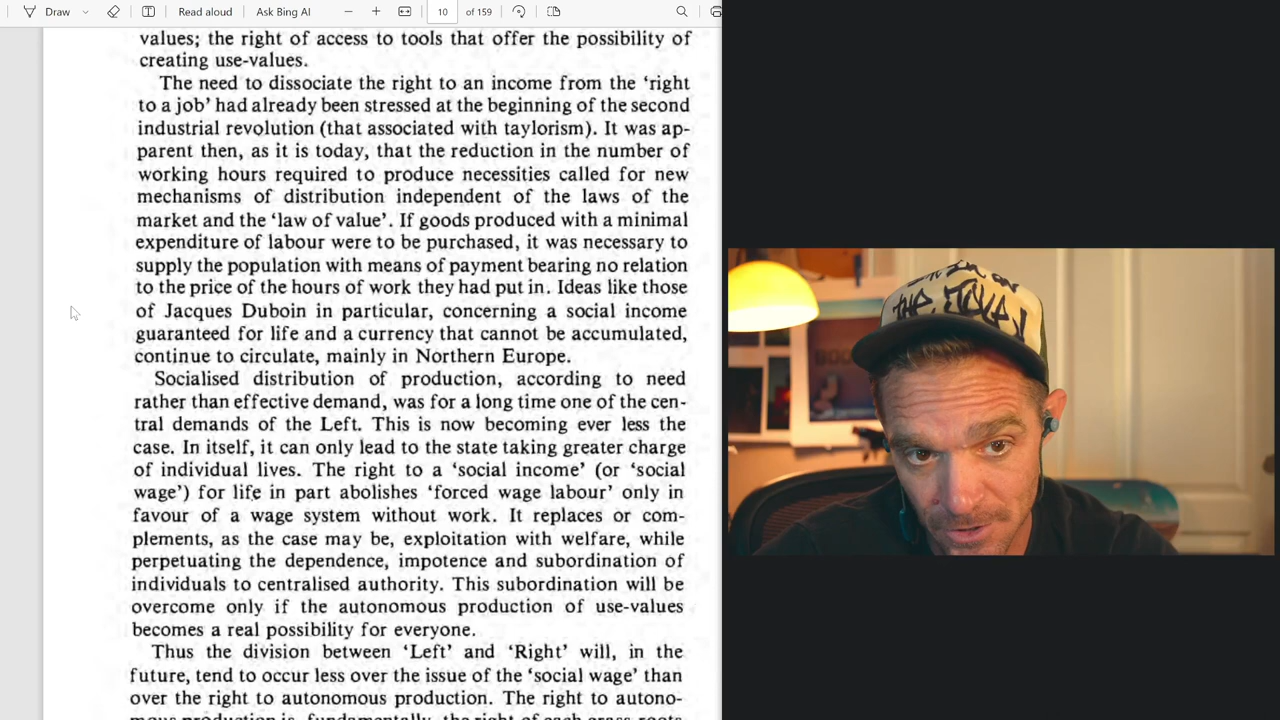 Draw
Read aloud
Ask Bing AI
10
of 159
values; the right of access to tools that offer the possibility of
creating use-values.
The need to dissociate the right to an income from the ‘right
to a job’ had already been stressed at the beginning of the second
industrial revolution (that associated with taylorism). It was ap-
parent then, as it is today, that the reduction in the number of
working hours required to produce necessities called for new
mechanisms of distribution independent of the laws of the
market and the ‘law of value’. If goods produced with a minimal
expenditure of labour were to be purchased, it was necessary to
supply the population with means of payment bearing no relation
to the price of the hours of work they had put in. Ideas like those
of Jacques Duboin in particular, concerning a social income
guaranteed for life and a currency that cannot be accumulated,
continue to circulate, mainly in Northern Europe.
Socialised distribution of production, according to need
rather than effective demand, was for a long time one of the cen-
tral demands of the Left. This is now becoming ever less the
case. In itself, it can only lead to the state taking greater charge
of individual lives. The right to a ‘social income’ (or ‘social
wage’) for life in part abolishes ‘forced wage labour’ only in
favour of a wage system without work. It replaces or com-
plements, as the case may be, exploitation with welfare, while
perpetuating the dependence, impotence and subordination of
individuals to centralised authority. This subordination will be
overcome only if the autonomous production of use-values
becomes a real possibility for everyone.
Thus the division between ‘Left’ and ‘Right’ will, in the
future, tend to occur less over the issue of the ‘social wage’ than
over the right to autonomous production. The right to autono-
mous production is, fundamentally, the right of each grass-roots
THE